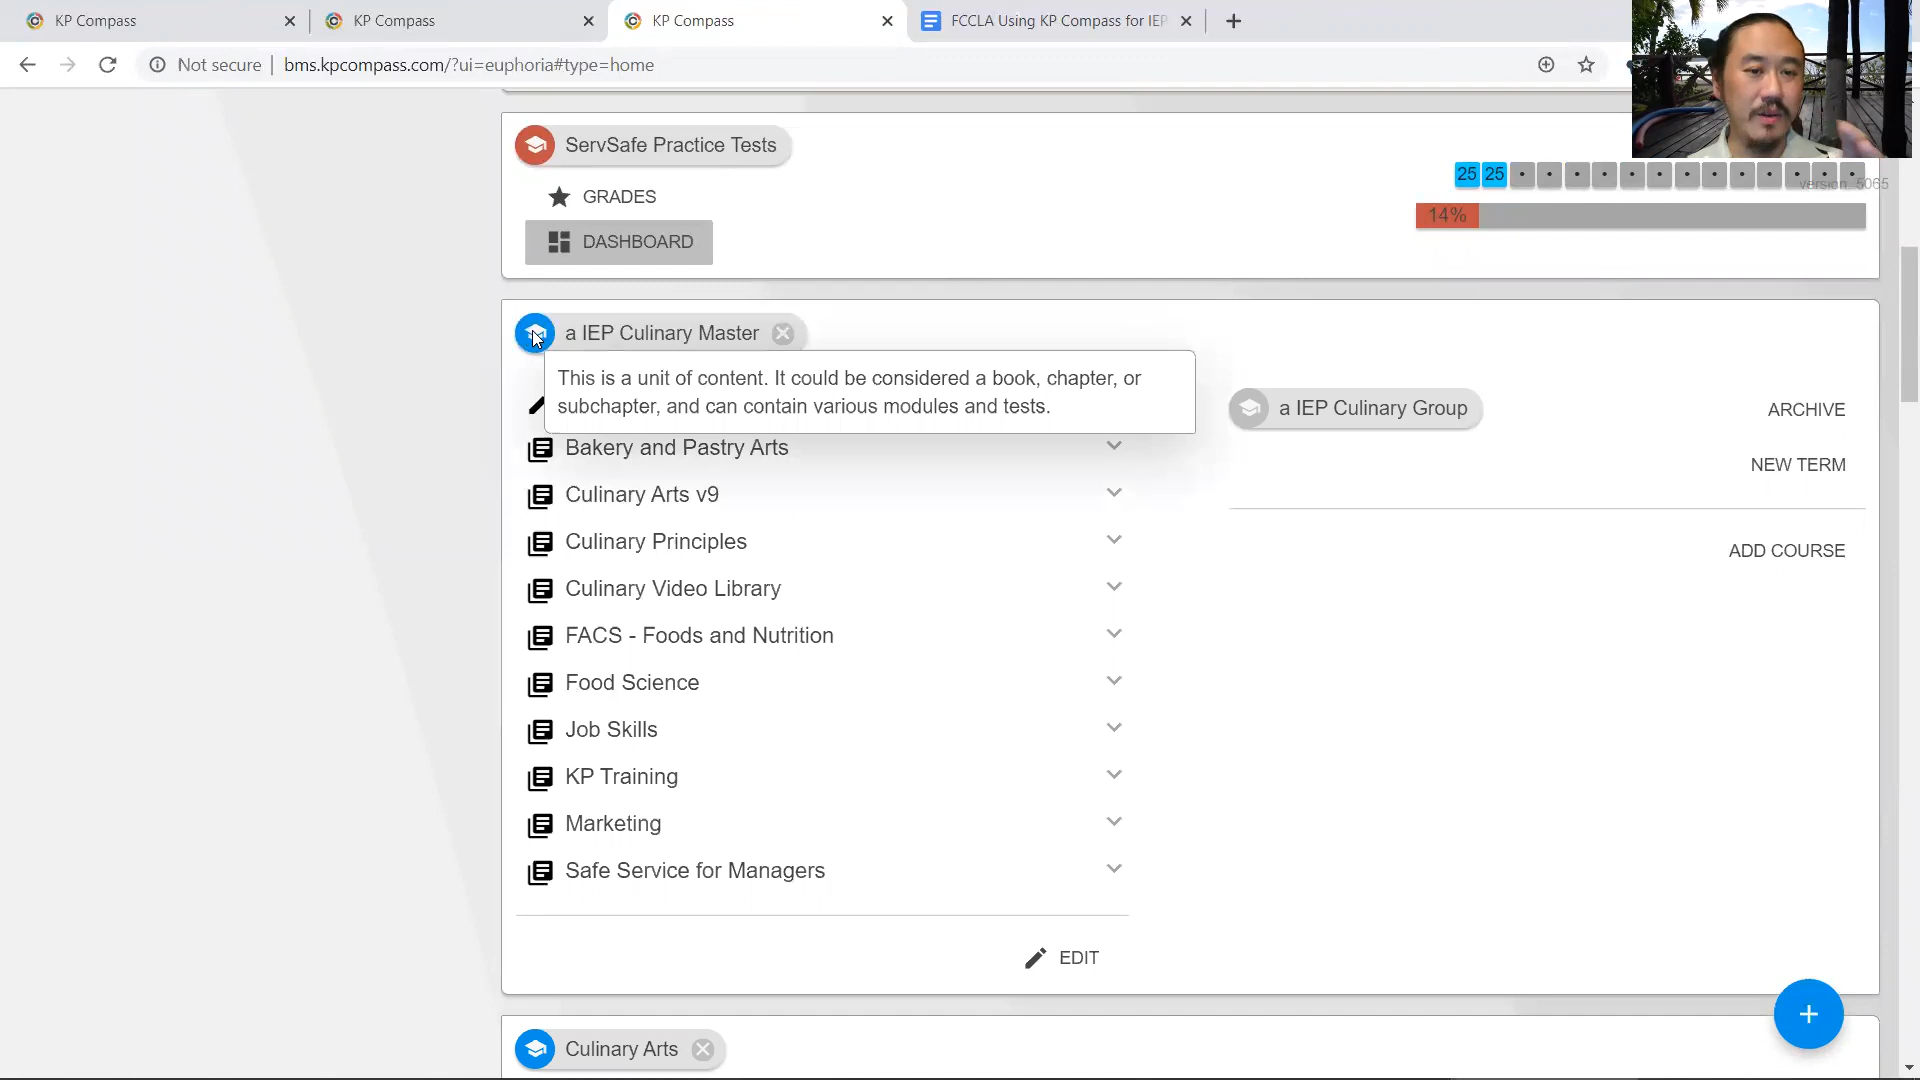 KP Compass
KP Compass
KP Compass
FCCLA Using KP Compass for IEP
Not secure
bms.kpcompass.com/?ui=euphoria#type=home
ServSafe Practice Tests
25 25
version 5065
GRADES
14%
DASHBOARD
a IEP Culinary Master
This is a unit of content. It could be considered a book, chapter, or
subchapter, and can contain various modules and tests.
Bakery and Pastry Arts
Culinary Arts v9
Culinary Principles
Culinary Video Library
FACS - Foods and Nutrition
Food Science
Job Skills
KP Training
Marketing
Safe Service for Managers
EDIT
a IEP Culinary Group
ARCHIVE
NEW TERM
ADD COURSE
Culinary Arts